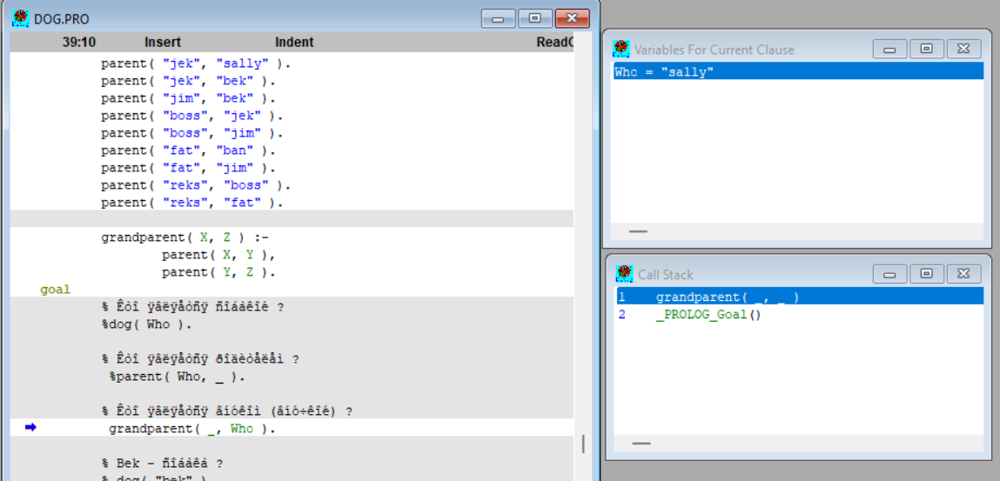 DOG.PRO
39:10 Insert Indent
parent( "jek", "sally" ).
parent( "jek", "bek" ).
parent( "jim", "bek" ).
parent( "boss", "jek" ).
parent( "boss", "jim" ).
parent( "fat", "ban" ).
parent( "fat", "jim" ).
parent( "reks", "boss" ).
parent( "reks", "fat" ).
grandparent( X, Z ) :-
parent( X, Y ),
parent( Y, Z ).
goal
% Êòî ÿâëÿåòñÿ ñîáàêîé ?
%dog( Who ).
% Êòî ÿâëÿåòñÿ ðîäèòåëåì ?
%parent( Who, _ ).
% Êòî ÿâëÿåòñÿ âíóêîì (âíó÷êîé) ?
grandparent( _, Who ).
% Bek - ñîáàêà ?
% dog( "bek" )
Variables For Current Clause
Who = "sally"
Call Stack
1 grandparent( _, _ )
2 _PROLOG_Goal()